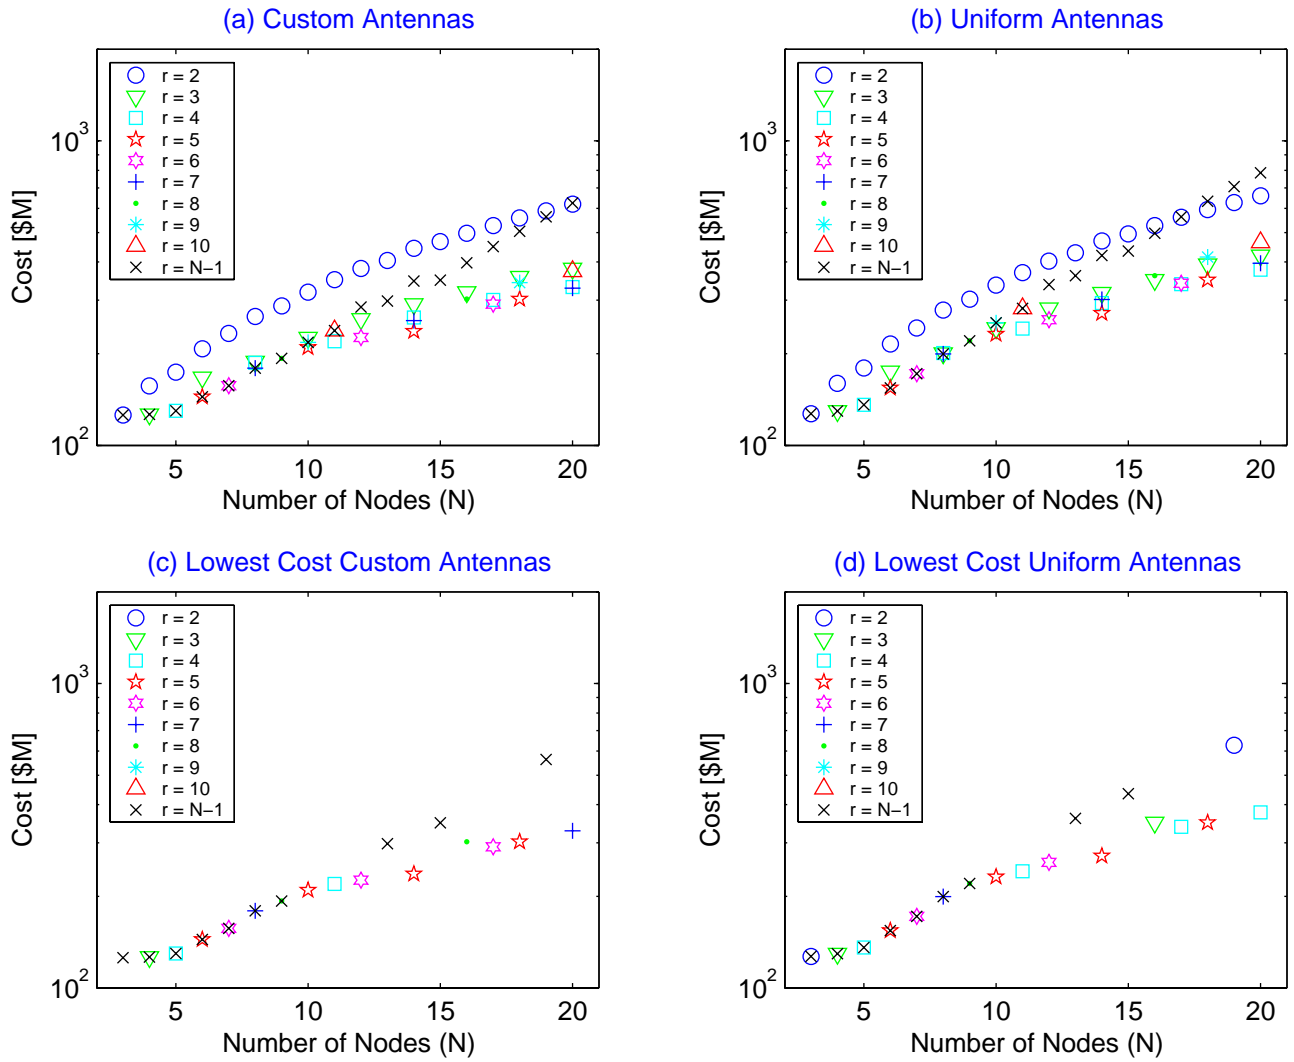 (a) Custom Antennas
10^3
10^2
Cost [$M]
r = 2
r = 3
r = 4
r = 5
r = 6
r = 7
r = 8
r = 9
r = 10
r = N–1
5 10 15 20
Number of Nodes (N)
(b) Uniform Antennas
10^3
10^2
Cost [$M]
r = 2
r = 3
r = 4
r = 5
r = 6
r = 7
r = 8
r = 9
r = 10
r = N–1
5 10 15 20
Number of Nodes (N)
(c) Lowest Cost Custom Antennas
10^3
10^2
Cost [$M]
r = 2
r = 3
r = 4
r = 5
r = 6
r = 7
r = 8
r = 9
r = 10
r = N–1
5 10 15 20
Number of Nodes (N)
(d) Lowest Cost Uniform Antennas
10^3
10^2
Cost [$M]
r = 2
r = 3
r = 4
r = 5
r = 6
r = 7
r = 8
r = 9
r = 10
r = N–1
5 10 15 20
Number of Nodes (N)